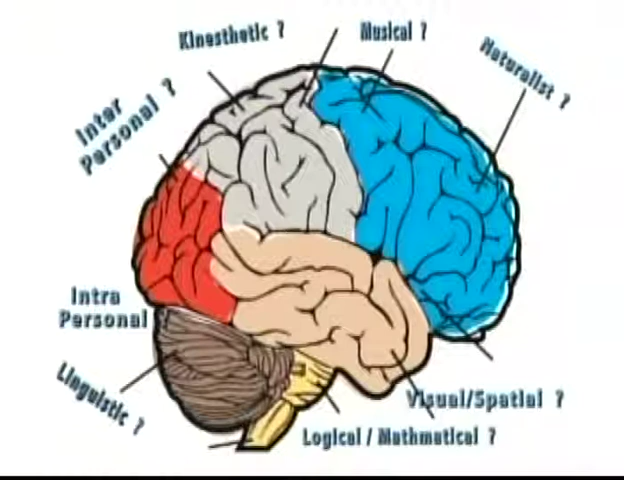 Kinesthetic ?
Musical ?
Naturalist ?
Inter
Personal ?
Intra
Personal
Linguistic ?
Visual/Spatial ?
Logical / Mathmatical ?